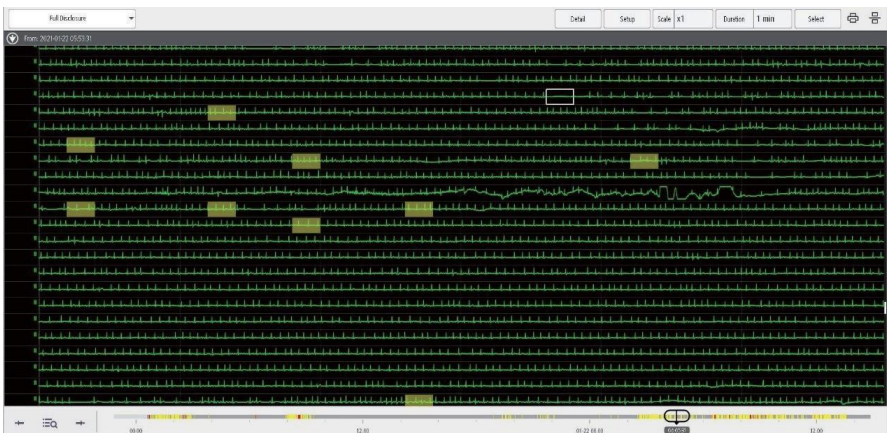 Full Disclosure
Detail
Setup
Scale x1
Duration 1 min
Select
From: 2021-01-22 05:53:31
00:00
12:00
01-22 00:00
12:00